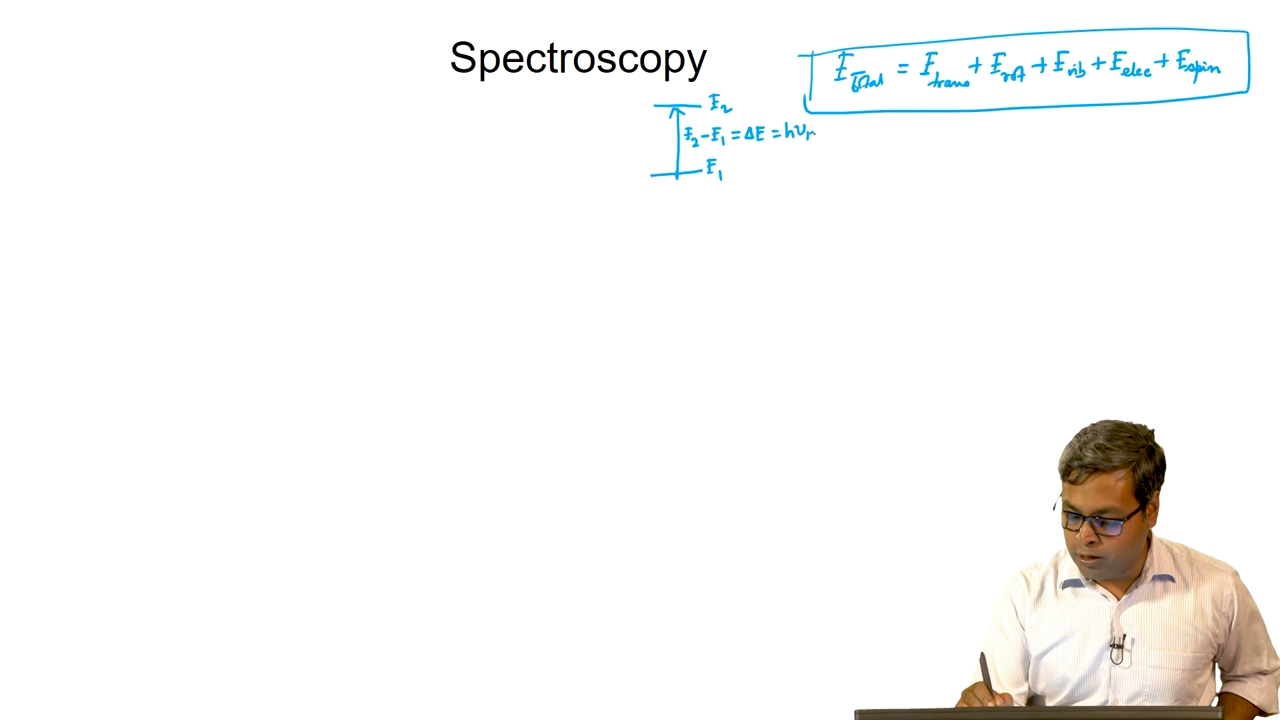 Spectroscopy
E_Total = E_trans + E_rot + E_vib + E_elec + E_spin
E_2
E_2 - E_1 = ΔE = hν
E_1